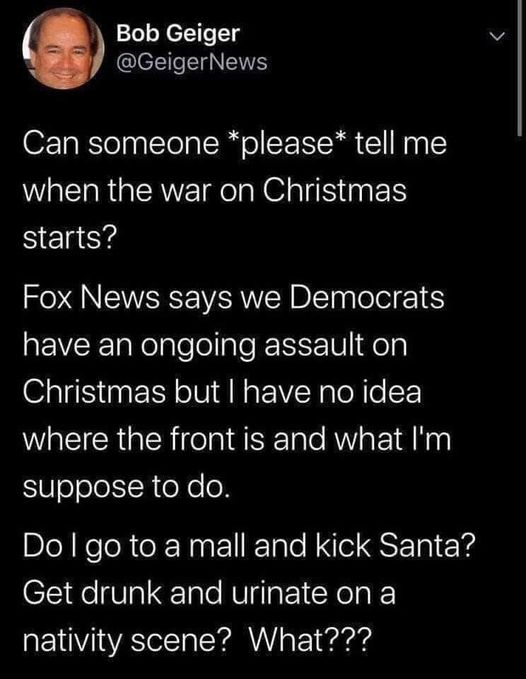 Bob Geiger
@GeigerNews
Can someone *please* tell me
when the war on Christmas
starts?
Fox News says we Democrats
have an ongoing assault on
Christmas but I have no idea
where the front is and what I'm
suppose to do.
Do I go to a mall and kick Santa?
Get drunk and urinate on a
nativity scene?  What???